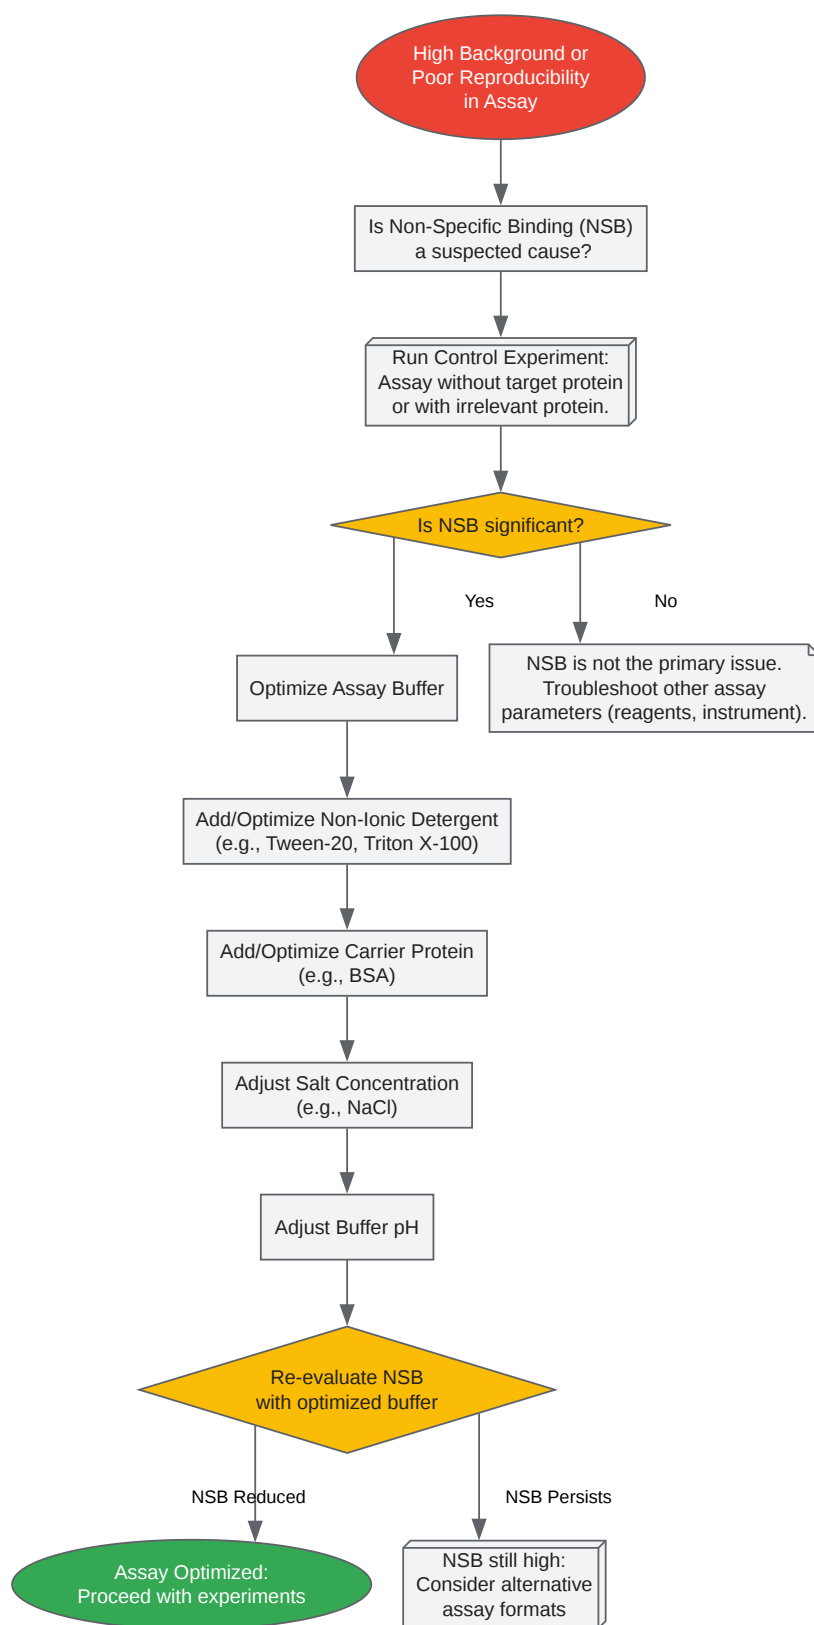 High Background or
Poor Reproducibility
in Assay
Is Non-Specific Binding (NSB)
a suspected cause?
Run Control Experiment:
Assay without target protein
or with irrelevant protein.
Is NSB significant?
Yes
No
Optimize Assay Buffer
NSB is not the primary issue.
Troubleshoot other assay
parameters (reagents, instrument).
Add/Optimize Non-Ionic Detergent
(e.g., Tween-20, Triton X-100)
Add/Optimize Carrier Protein
(e.g., BSA)
Adjust Salt Concentration
(e.g., NaCl)
Adjust Buffer pH
Re-evaluate NSB
with optimized buffer
NSB Reduced
NSB Persists
Assay Optimized:
Proceed with experiments
NSB still high:
Consider alternative
assay formats